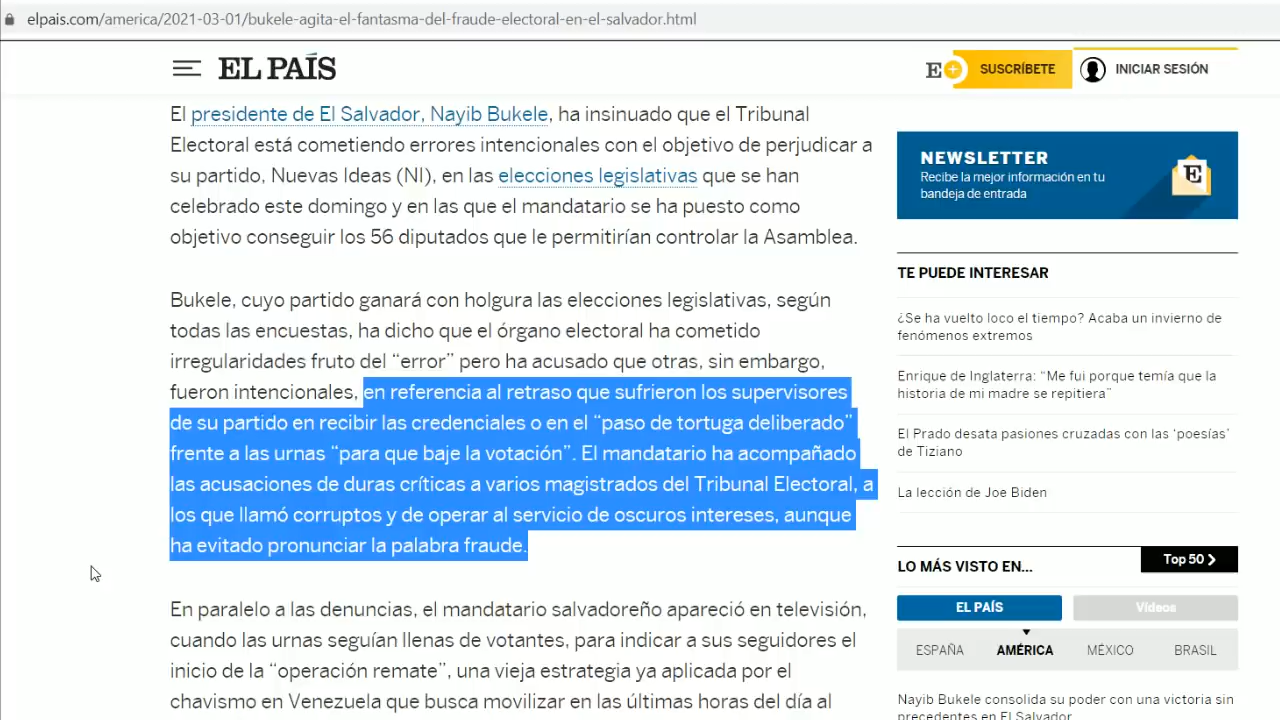 elpais.com/america/2021-03-01/bukele-agita-el-fantasma-del-fraude-electoral-en-el-salvador.html
EL PAÍS
E+ SUSCRÍBETE
INICIAR SESIÓN
El presidente de El Salvador, Nayib Bukele, ha insinuado que el Tribunal
Electoral está cometiendo errores intencionales con el objetivo de perjudicar a
su partido, Nuevas Ideas (NI), en las elecciones legislativas que se han
celebrado este domingo y en las que el mandatario se ha puesto como
objetivo conseguir los 56 diputados que le permitirían controlar la Asamblea.
Bukele, cuyo partido ganará con holgura las elecciones legislativas, según
todas las encuestas, ha dicho que el órgano electoral ha cometido
irregularidades fruto del “error” pero ha acusado que otras, sin embargo,
fueron intencionales, en referencia al retraso que sufrieron los supervisores
de su partido en recibir las credenciales o en el “paso de tortuga deliberado”
frente a las urnas “para que baje la votación”. El mandatario ha acompañado
las acusaciones de duras críticas a varios magistrados del Tribunal Electoral, a
los que llamó corruptos y de operar al servicio de oscuros intereses, aunque
ha evitado pronunciar la palabra fraude.
En paralelo a las denuncias, el mandatario salvadoreño apareció en televisión,
cuando las urnas seguían llenas de votantes, para indicar a sus seguidores el
inicio de la “operación remate”, una vieja estrategia ya aplicada por el
chavismo en Venezuela que busca movilizar en las últimas horas del día al
NEWSLETTER
Recibe la mejor información en tu
bandeja de entrada
E
TE PUEDE INTERESAR
¿Se ha vuelto loco el tiempo? Acaba un invierno de
fenómenos extremos
Enrique de Inglaterra: “Me fui porque temía que la
historia de mi madre se repitiera”
El Prado desata pasiones cruzadas con las ‘poesías’
de Tiziano
La lección de Joe Biden
LO MÁS VISTO EN...
Top 50
EL PAÍS
Vídeos
ESPAÑA
AMÉRICA
MÉXICO
BRASIL
Nayib Bukele consolida su poder con una victoria sin
precedentes en El Salvador